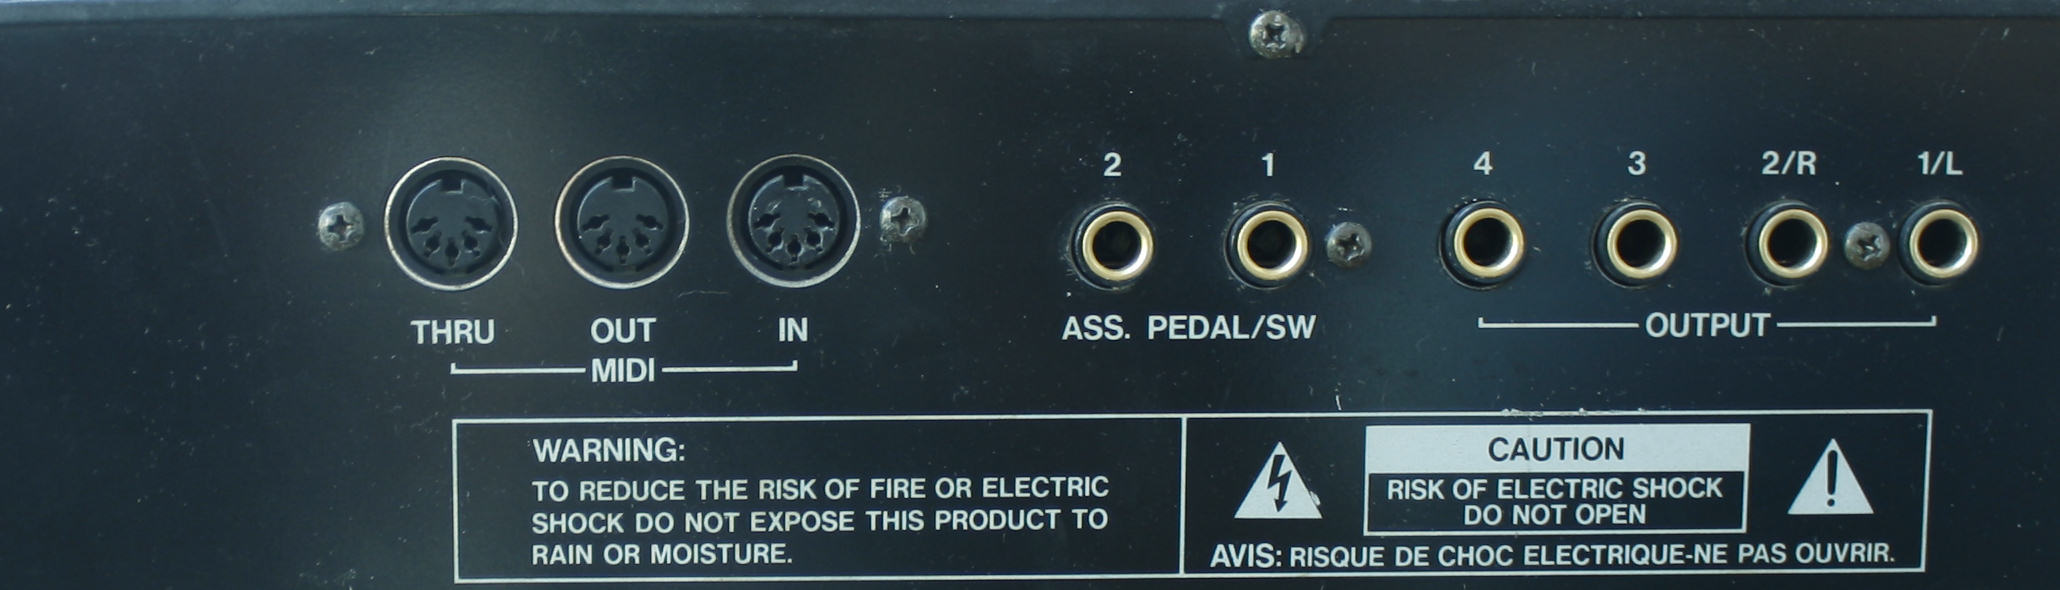 2 1 4 3 2/R 1/L
THRU OUT IN ASS. PEDAL/SW OUTPUT
MIDI
WARNING:
TO REDUCE THE RISK OF FIRE OR ELECTRIC
SHOCK DO NOT EXPOSE THIS PRODUCT TO
RAIN OR MOISTURE.
CAUTION
RISK OF ELECTRIC SHOCK
DO NOT OPEN
AVIS: RISQUE DE CHOC ELECTRIQUE-NE PAS OUVRIR.